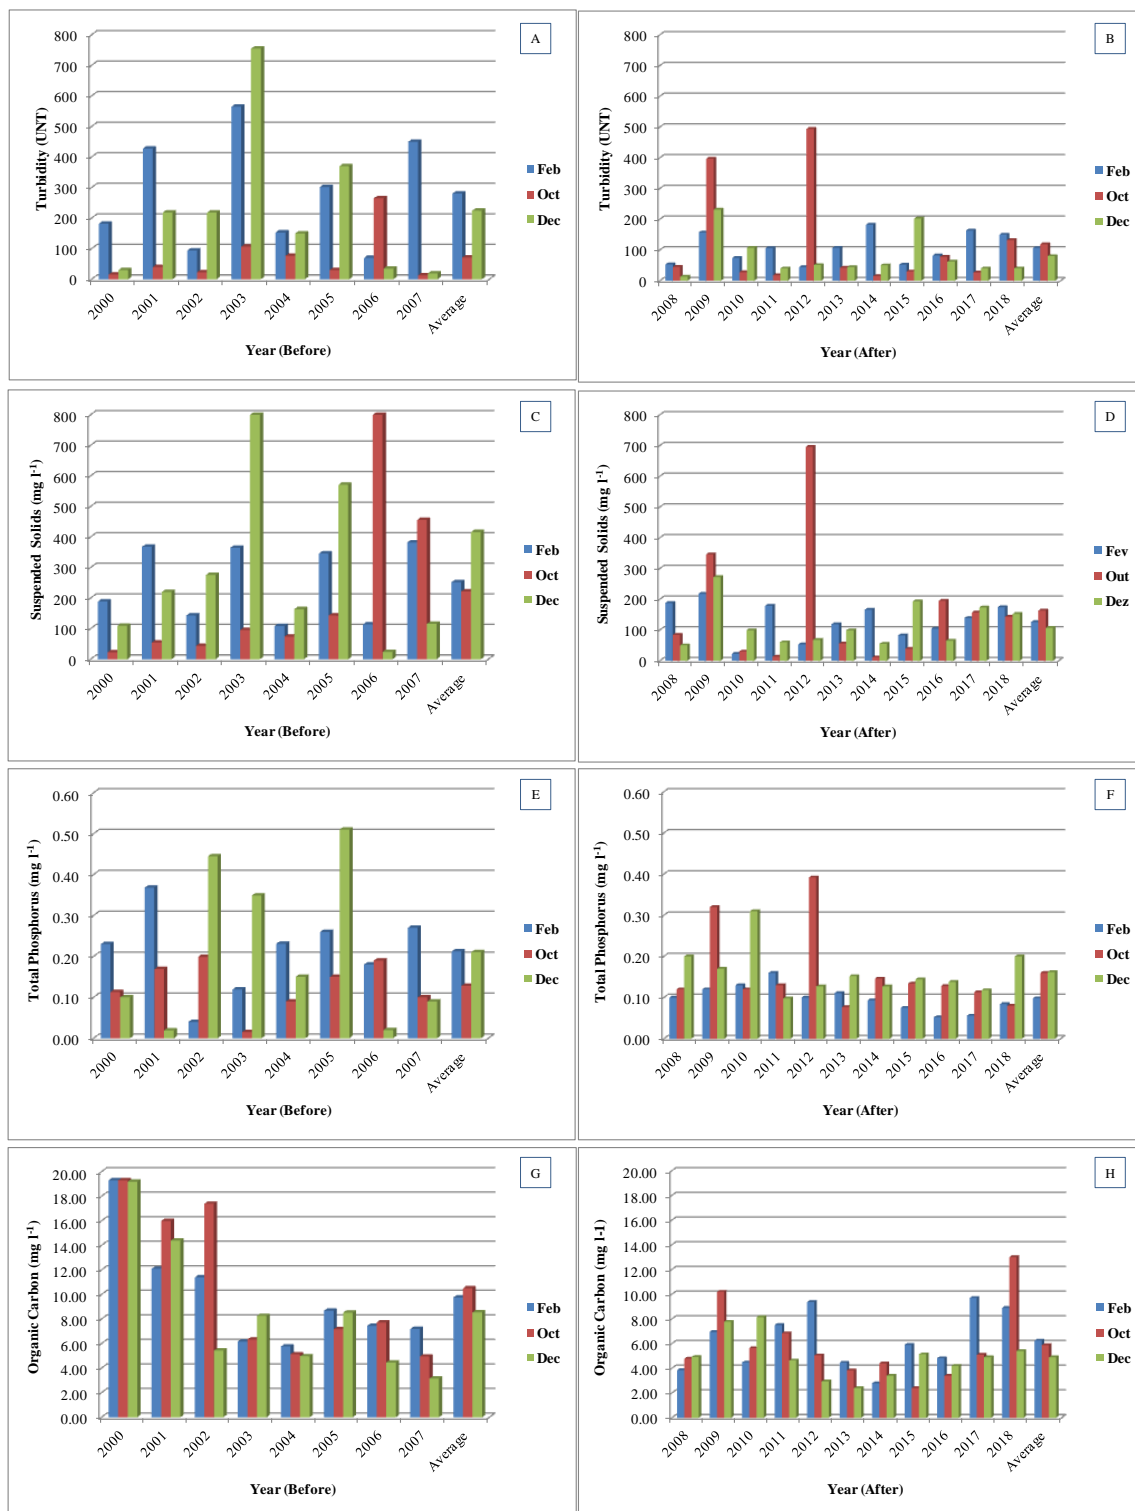 A
Turbidity (UNT)
800
700
600
500
400
300
200
100
0
2000
2001
2002
2003
2004
2005
2006
2007
Average
Year (Before)
Feb
Oct
Dec
B
Turbidity (UNT)
800
700
600
500
400
300
200
100
0
2008
2009
2010
2011
2012
2013
2014
2015
2016
2017
2018
Average
Year (After)
Feb
Oct
Dec
C
Suspended Solids (mg l-1)
800
700
600
500
400
300
200
100
0
2000
2001
2002
2003
2004
2005
2006
2007
Average
Year (Before)
Feb
Oct
Dec
D
Suspended Solids (mg l-1)
800
700
600
500
400
300
200
100
0
2008
2009
2010
2011
2012
2013
2014
2015
2016
2017
2018
Average
Year (After)
Fev
Out
Dez
E
Total Phosphorus (mg l-1)
0.60
0.50
0.40
0.30
0.20
0.10
0.00
2000
2001
2002
2003
2004
2005
2006
2007
Average
Year (Before)
Feb
Oct
Dec
F
Total Phosphorus (mg l-1)
0.60
0.50
0.40
0.30
0.20
0.10
0.00
2008
2009
2010
2011
2012
2013
2014
2015
2016
2017
2018
Average
Year (After)
Feb
Oct
Dec
G
Organic Carbon (mg l-1)
20.00
18.00
16.00
14.00
12.00
10.00
8.00
6.00
4.00
2.00
0.00
2000
2001
2002
2003
2004
2005
2006
2007
Average
Year (Before)
Feb
Oct
Dec
H
Organic Carbon (mg l-1)
20.00
18.00
16.00
14.00
12.00
10.00
8.00
6.00
4.00
2.00
0.00
2008
2009
2010
2011
2012
2013
2014
2015
2016
2017
2018
Average
Year (After)
Feb
Oct
Dec